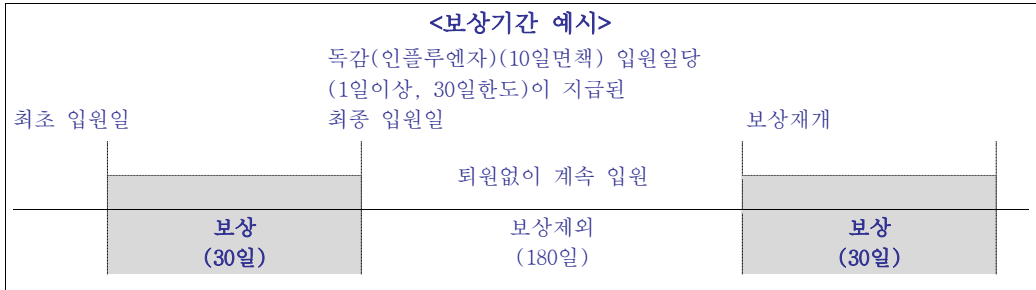 <보상기간 예시>
독감(인플루엔자)(10일면책) 입원일당
(1일이상, 30일한도)이 지급된
최초 입원일 최종 입원일 보상재개
퇴원없이 계속 입원
보상 보상제외 보상
(30일) (180일) (30일)